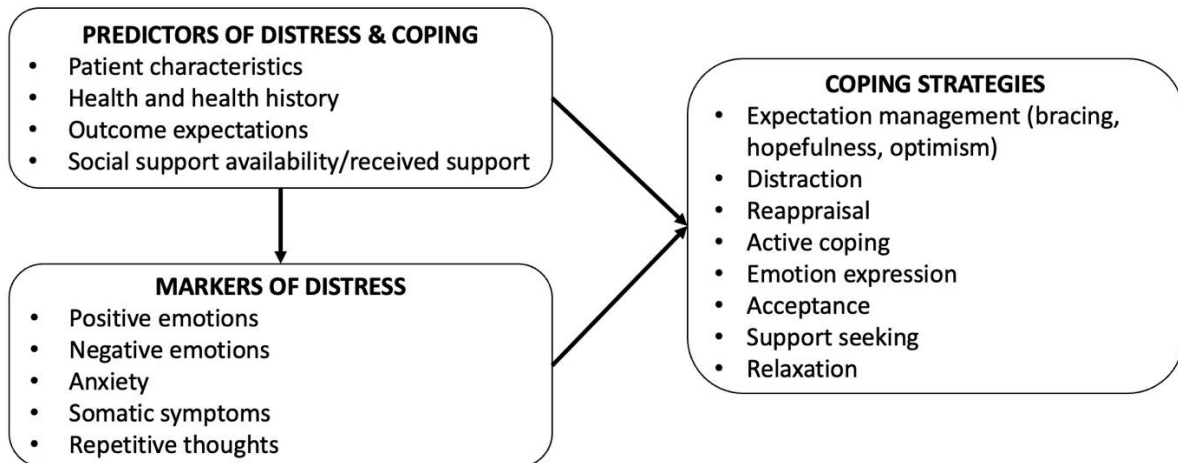 PREDICTORS OF DISTRESS & COPING
• Patient characteristics
• Health and health history
• Outcome expectations
• Social support availability/received support
MARKERS OF DISTRESS
• Positive emotions
• Negative emotions
• Anxiety
• Somatic symptoms
• Repetitive thoughts
COPING STRATEGIES
• Expectation management (bracing,
hopefulness, optimism)
• Distraction
• Reappraisal
• Active coping
• Emotion expression
• Acceptance
• Support seeking
• Relaxation